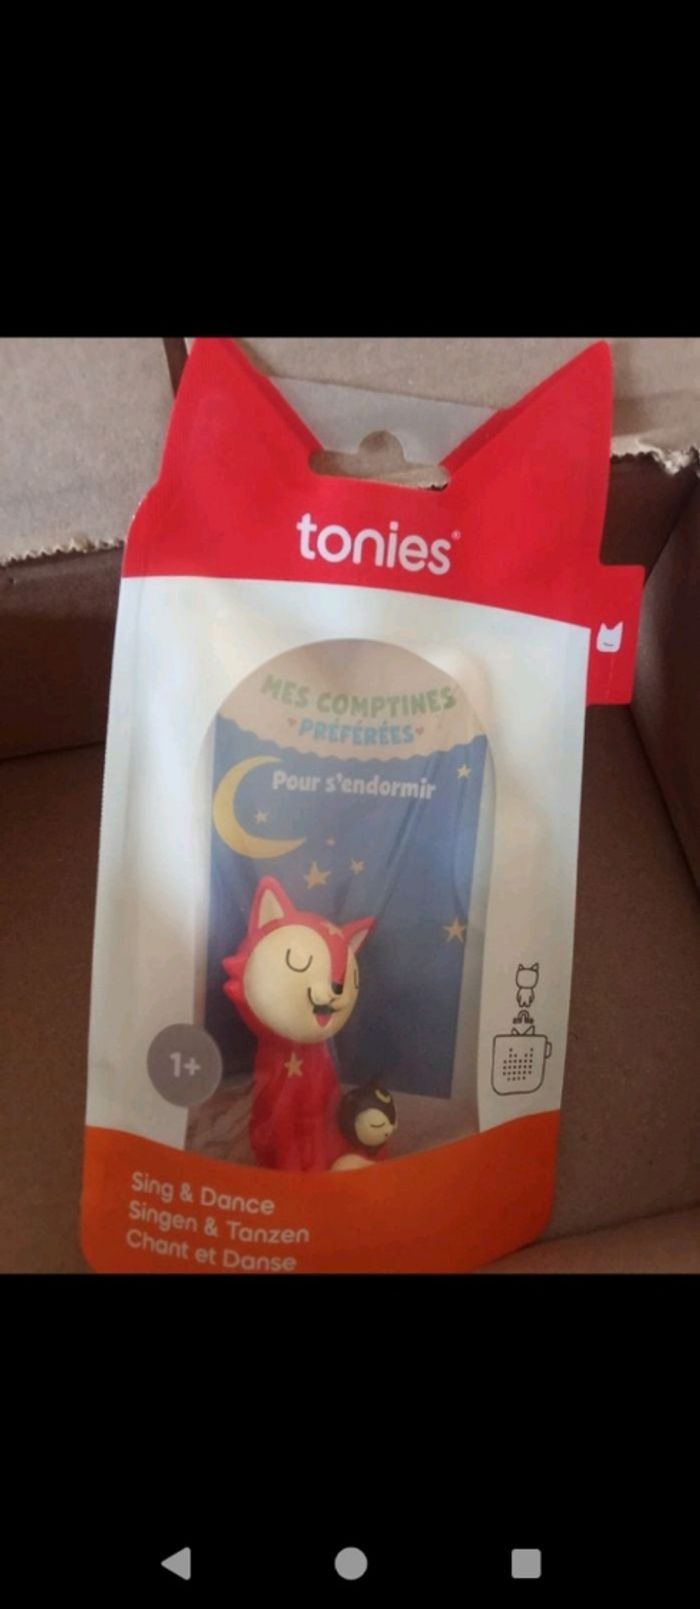 tonies®
MES COMPTINES
PRÉFÉRÉES
Pour s'endormir
1+
Sing & Dance
Singen & Tanzen
Chant et Danse